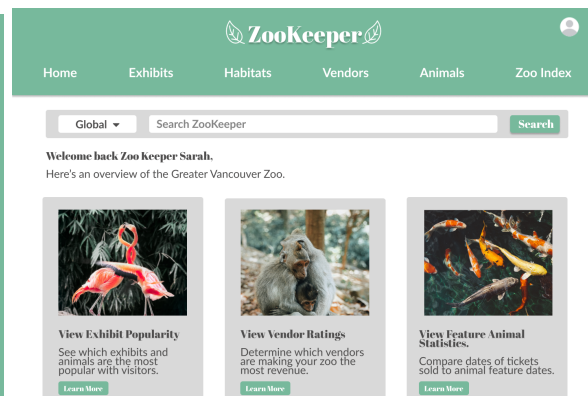 ZooKeeper
Home Exhibits Habitats Vendors Animals Zoo Index
Global Search ZooKeeper Search
Welcome back Zoo Keeper Sarah,
Here's an overview of the Greater Vancouver Zoo.
View Exhibit Popularity
See which exhibits and
animals are the most
popular with visitors.
Learn More
View Vendor Ratings
Determine which vendors
are making your zoo the
most revenue.
Learn More
View Feature Animal
Statistics.
Compare dates of tickets
sold to animal feature dates.
Learn More